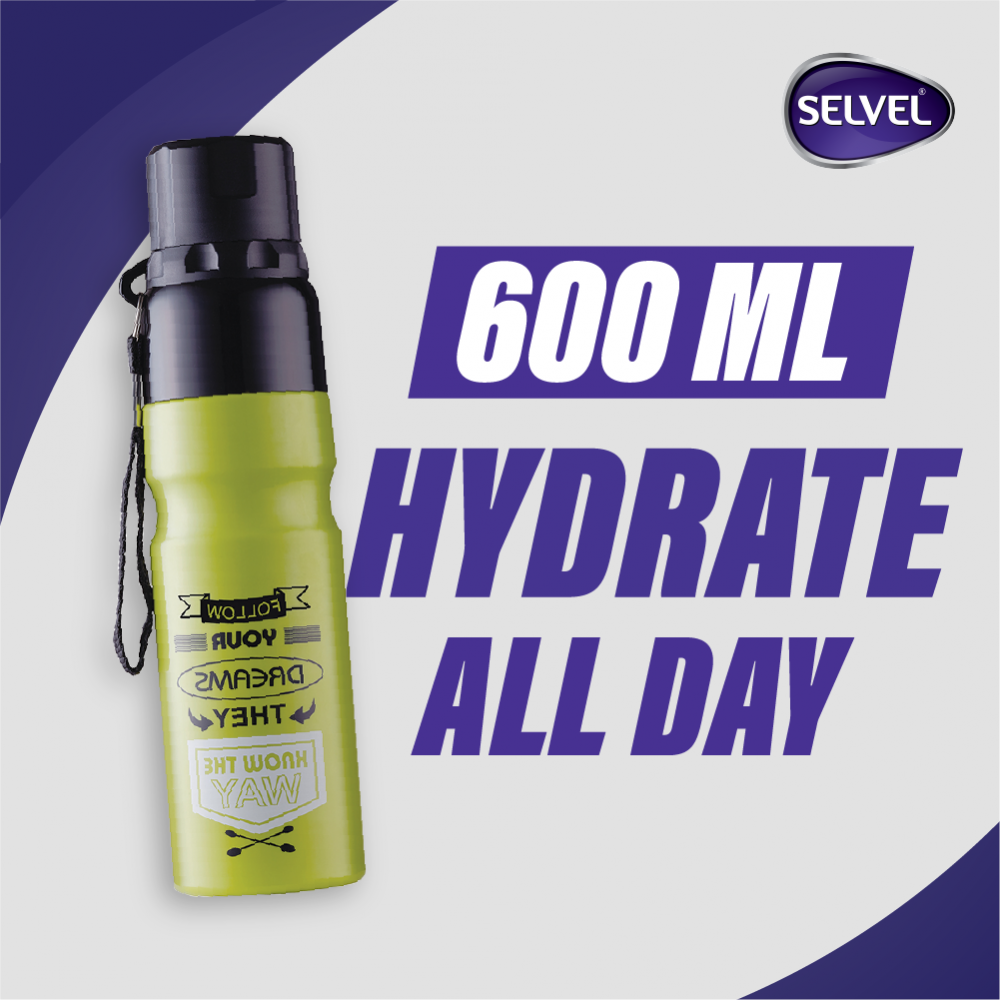 SELVEL®
600 ML
HYDRATE
ALL DAY
FOLLOW
YOUR
DREAMS
THEY
KNOW THE
WAY